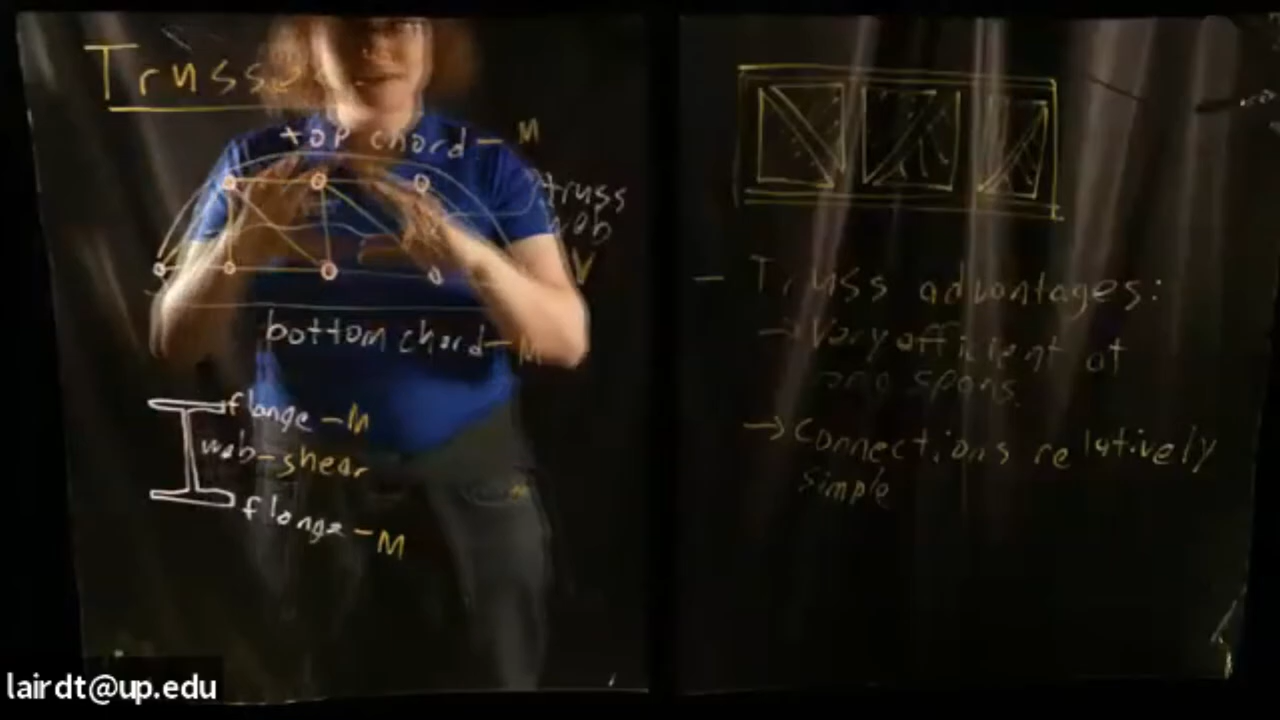 Trusses
top chord - M
truss
web
V
bottom chord - M
flange - M
web - shear
flange - M
- Truss advantages:
→ Very efficient at
long spans.
→ Connections relatively
simple
lairdt@up.edu